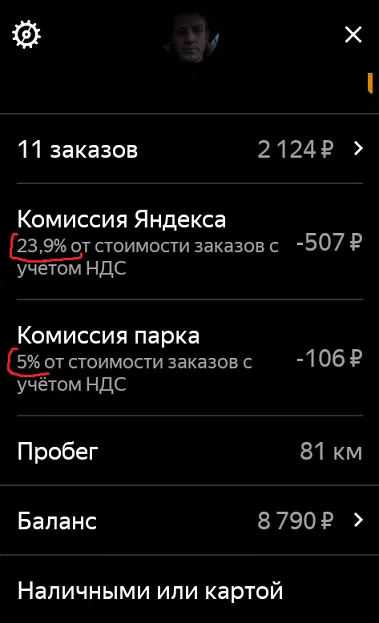 11 заказов 2 124 ₽
Комиссия Яндекса
23,9% от стоимости заказов с -507 ₽
учётом НДС
Комиссия парка
5% от стоимости заказов с -106 ₽
учётом НДС
Пробег 81 км
Баланс 8 790 ₽
Наличными или картой